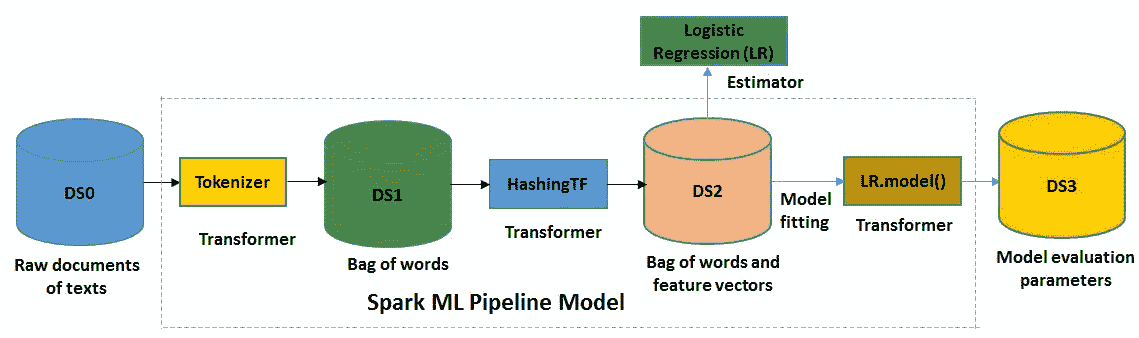 Logistic
Regression (LR)
Estimator
DS0
Tokenizer
DS1
HashingTF
DS2
LR.model()
DS3
Model
fitting
Transformer
Transformer
Transformer
Raw documents
of texts
Bag of words
Bag of words and
feature vectors
Model evaluation
parameters
Spark ML Pipeline Model